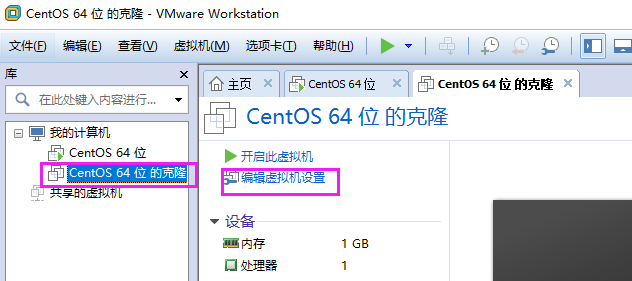 CentOS 64 位 的克隆 - VMware Workstation
文件(F) 编辑(E) 查看(V) 虚拟机(M) 选项卡(T) 帮助(H)
库
在此处键入内容进行...
我的计算机
CentOS 64 位
CentOS 64 位 的克隆
共享的虚拟机
主页 CentOS 64 位 CentOS 64 位 的克隆
CentOS 64 位 的克隆
开启此虚拟机
编辑虚拟机设置
设备
内存 1 GB
处理器 1